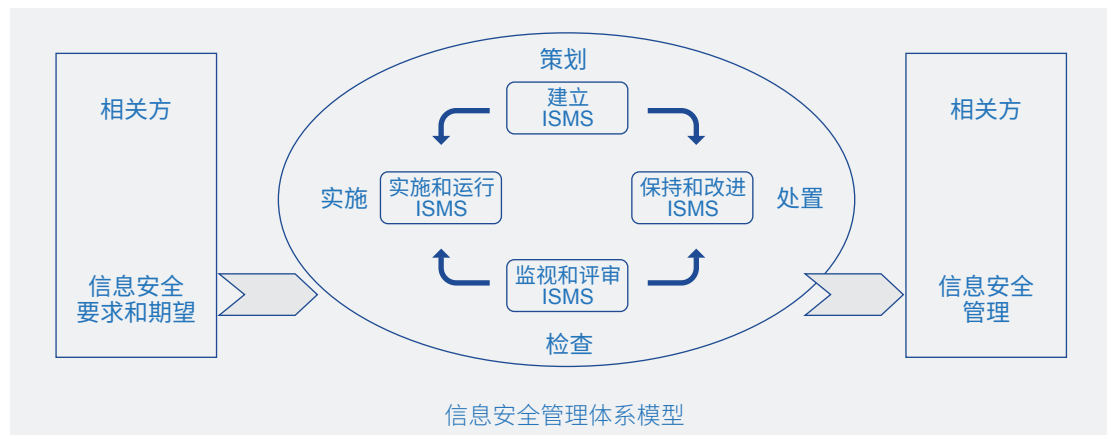 相关方
信息安全
要求和期望
策划
建立
ISMS
实施
实施和运行
ISMS
保持和改进
ISMS
处置
监视和评审
ISMS
检查
相关方
信息安全
管理
信息安全管理体系模型